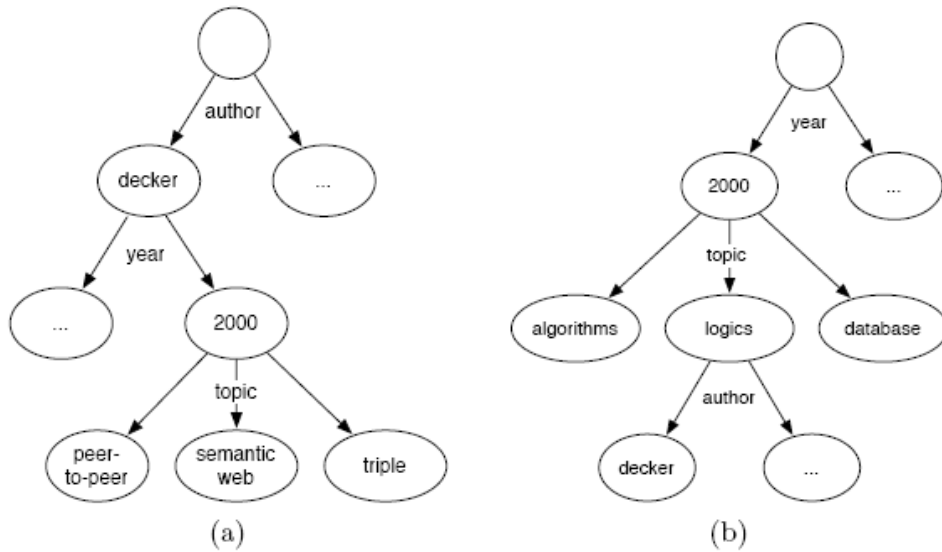 author
decker
...
year
...
2000
topic
peer-
to-peer
semantic
web
triple
(a)
year
2000
...
topic
algorithms
logics
database
author
decker
...
(b)